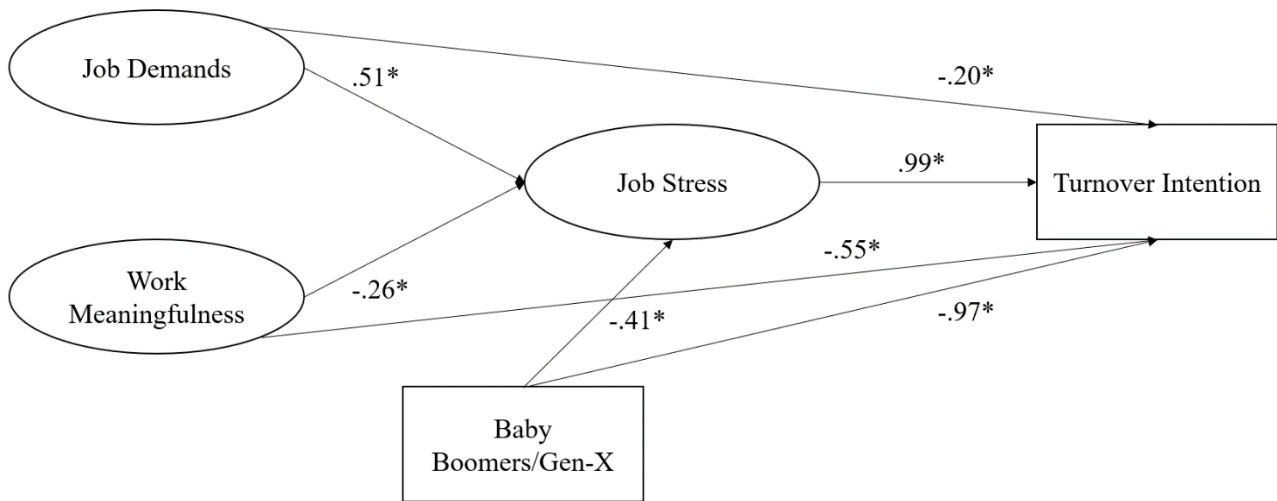 Job Demands
.51*
-.20*
Job Stress
.99*
Turnover Intention
Work
Meaningfulness
-.26*
-.55*
-.41*
-.97*
Baby
Boomers/Gen-X